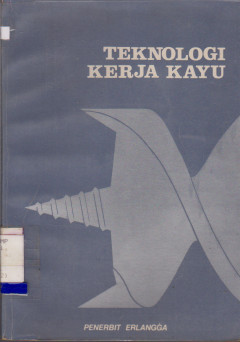 TEKNOLOGI
KERJA KAYU
PENERBIT ERLANGGA